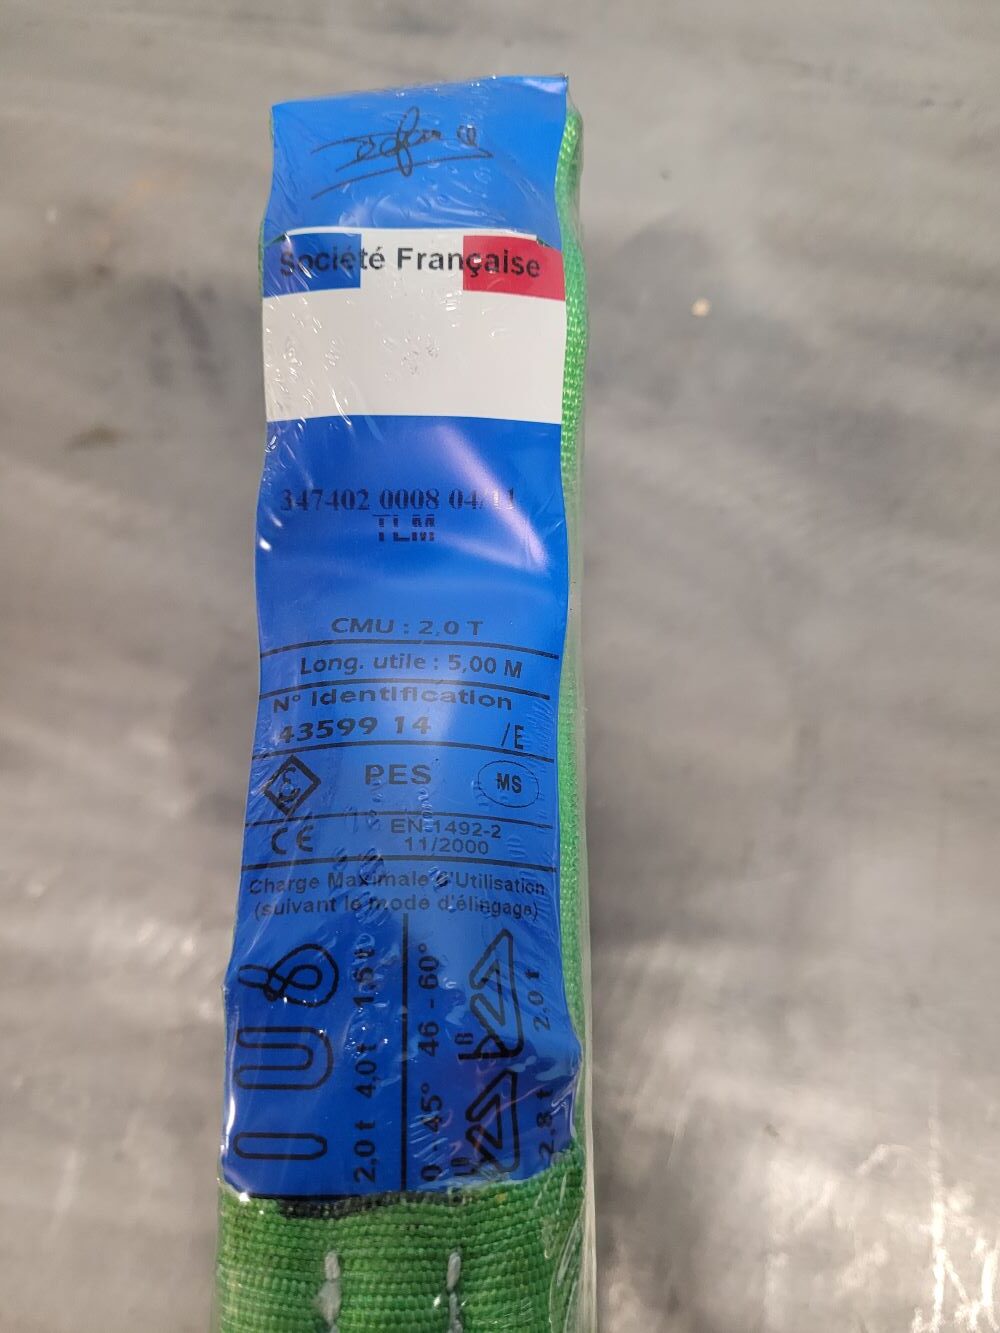 Société Française
347402 0008 04/11
TLM
CMU : 2,0 T
Long. utile : 5,00 M
N° identification
43599 14 /E
PES MS
CE EN 1492-2
11/2000
Charge Maximale d'Utilisation
(suivant le mode d'élingage)
2,0 t 4,0 t 1,6 t
0 - 45° 46 - 60°
β β
2,8 t 2,0 t